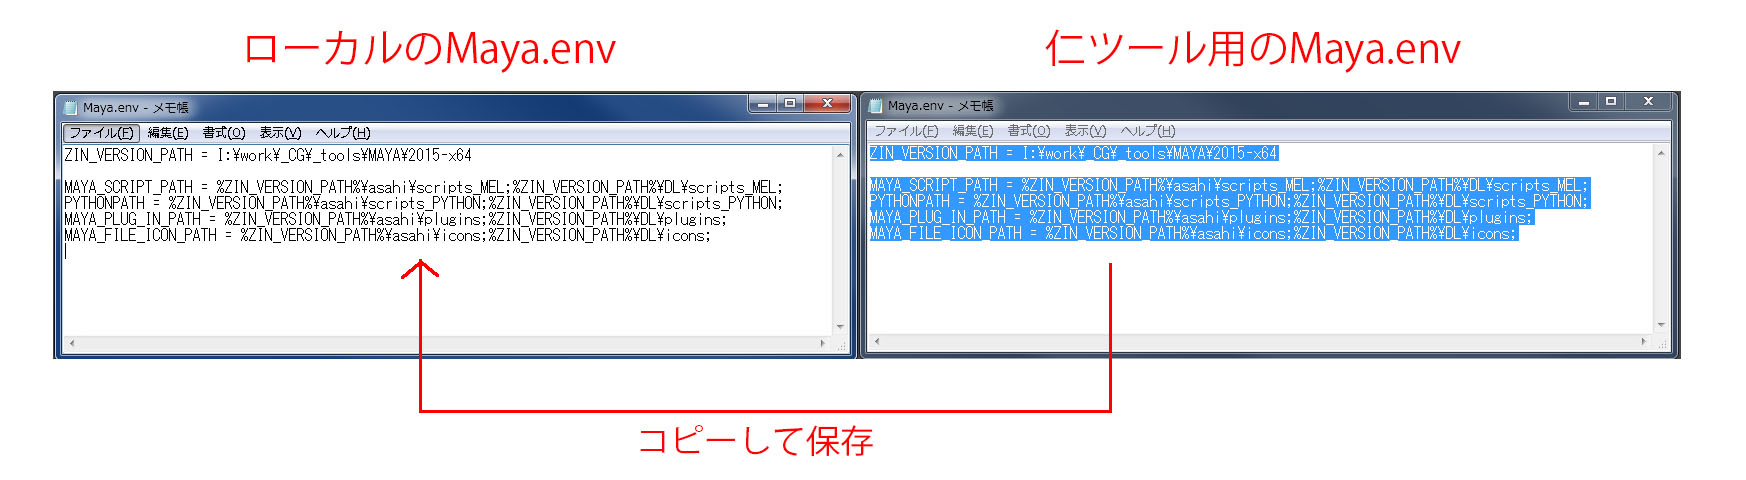 ローカルのMaya.env
仁ツール用のMaya.env
Maya.env - メモ帳
ファイル(F) 編集(E) 書式(O) 表示(V) ヘルプ(H)
ZIN_VERSION_PATH = I:¥work¥_CG¥_tools¥MAYA¥2015-x64
MAYA_SCRIPT_PATH = %ZIN_VERSION_PATH%¥asahi¥scripts_MEL;%ZIN_VERSION_PATH%¥DL¥scripts_MEL;
PYTHONPATH = %ZIN_VERSION_PATH%¥asahi¥scripts_PYTHON;%ZIN_VERSION_PATH%¥DL¥scripts_PYTHON;
MAYA_PLUG_IN_PATH = %ZIN_VERSION_PATH%¥asahi¥plugins;%ZIN_VERSION_PATH%¥DL¥plugins;
MAYA_FILE_ICON_PATH = %ZIN_VERSION_PATH%¥asahi¥icons;%ZIN_VERSION_PATH%¥DL¥icons;
Maya.env - メモ帳
ファイル(F) 編集(E) 書式(O) 表示(V) ヘルプ(H)
ZIN_VERSION_PATH = I:¥work¥_CG¥_tools¥MAYA¥2015-x64
MAYA_SCRIPT_PATH = %ZIN_VERSION_PATH%¥asahi¥scripts_MEL;%ZIN_VERSION_PATH%¥DL¥scripts_MEL;
PYTHONPATH = %ZIN_VERSION_PATH%¥asahi¥scripts_PYTHON;%ZIN_VERSION_PATH%¥DL¥scripts_PYTHON;
MAYA_PLUG_IN_PATH = %ZIN_VERSION_PATH%¥asahi¥plugins;%ZIN_VERSION_PATH%¥DL¥plugins;
MAYA_FILE_ICON_PATH = %ZIN_VERSION_PATH%¥asahi¥icons;%ZIN_VERSION_PATH%¥DL¥icons;
コピーして保存